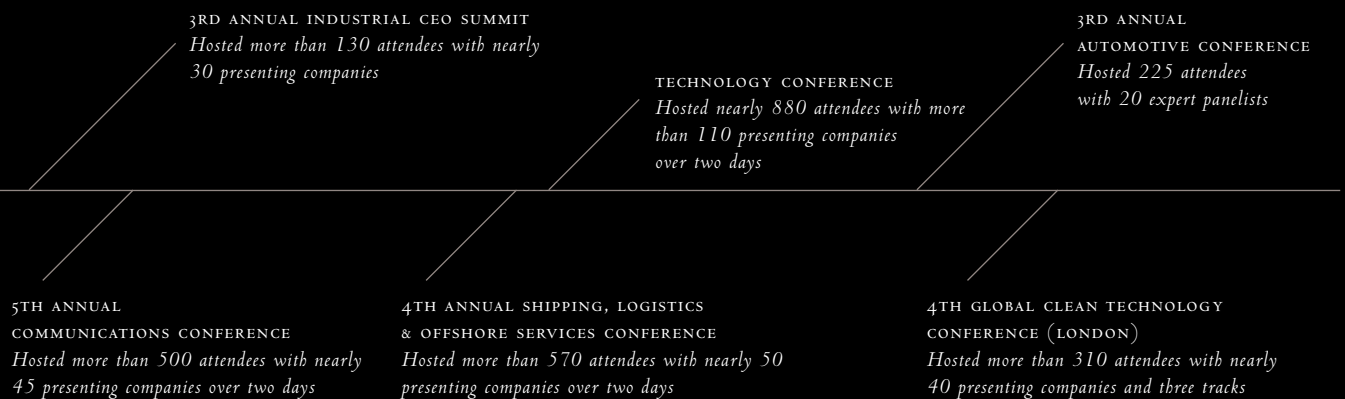 3RD ANNUAL INDUSTRIAL CEO SUMMIT
Hosted more than 130 attendees with nearly
30 presenting companies
TECHNOLOGY CONFERENCE
Hosted nearly 880 attendees with more
than 110 presenting companies
over two days
3RD ANNUAL
AUTOMOTIVE CONFERENCE
Hosted 225 attendees
with 20 expert panelists
5TH ANNUAL
COMMUNICATIONS CONFERENCE
Hosted more than 500 attendees with nearly
45 presenting companies over two days
4TH ANNUAL SHIPPING, LOGISTICS
& OFFSHORE SERVICES CONFERENCE
Hosted more than 570 attendees with nearly 50
presenting companies over two days
4TH GLOBAL CLEAN TECHNOLOGY
CONFERENCE (LONDON)
Hosted more than 310 attendees with nearly
40 presenting companies and three tracks